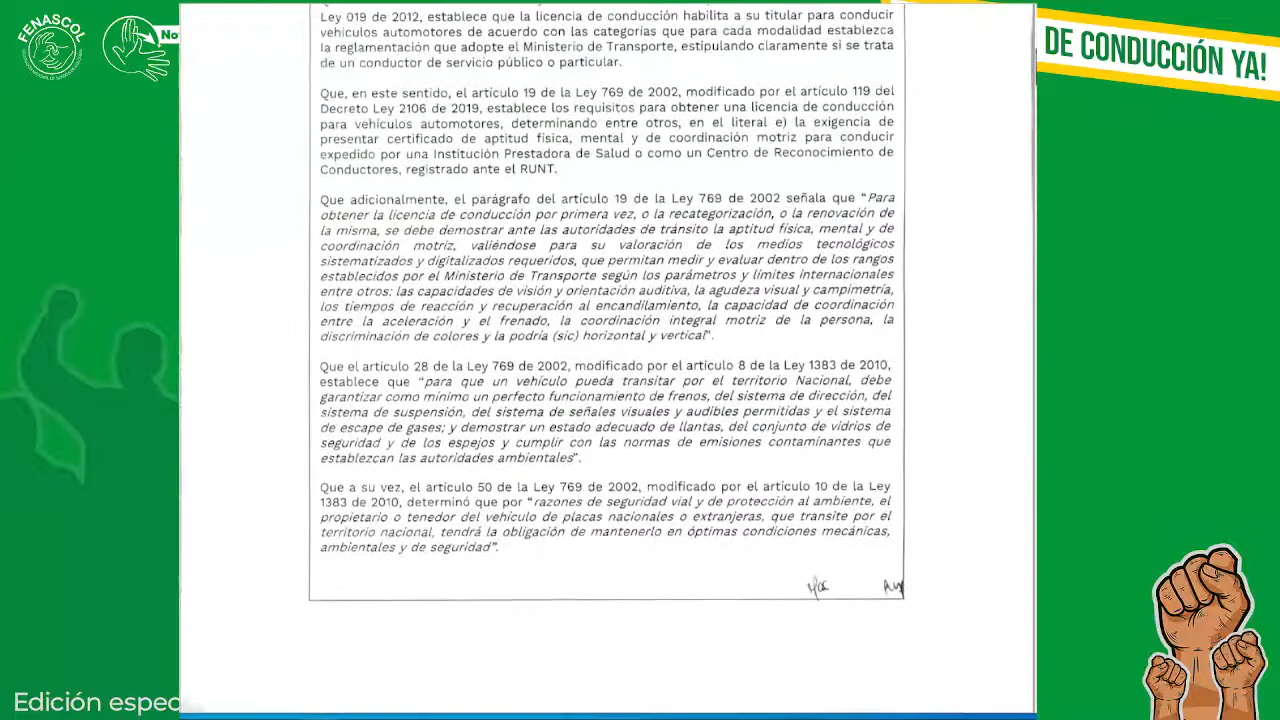 FENASCOL
No
DE CONDUCCIÓN YA!
Ley 019 de 2012, establece que la licencia de conducción habilita a su titular para conducir
vehículos automotores de acuerdo con las categorías que para cada modalidad establezca
la reglamentación que adopte el Ministerio de Transporte, estipulando claramente si se trata
de un conductor de servicio público o particular.
Que, en este sentido, el artículo 19 de la Ley 769 de 2002, modificado por el artículo 119 del
Decreto Ley 2106 de 2019, establece los requisitos para obtener una licencia de conducción
para vehículos automotores, determinando entre otros, en el literal e) la exigencia de
presentar certificado de aptitud física, mental y de coordinación motriz para conducir
expedido por una Institución Prestadora de Salud o como un Centro de Reconocimiento de
Conductores, registrado ante el RUNT.
Que adicionalmente, el parágrafo del artículo 19 de la Ley 769 de 2002 señala que “Para
obtener la licencia de conducción por primera vez, o la recategorización, o la renovación de
la misma, se debe demostrar ante las autoridades de tránsito la aptitud física, mental y de
coordinación motriz, valiéndose para su valoración de los medios tecnológicos
sistematizados y digitalizados requeridos, que permitan medir y evaluar dentro de los rangos
establecidos por el Ministerio de Transporte según los parámetros y límites internacionales
entre otros: las capacidades de visión y orientación auditiva, la agudeza visual y campimetría,
los tiempos de reacción y recuperación al encandilamiento, la capacidad de coordinación
entre la aceleración y el frenado, la coordinación integral motriz de la persona, la
discriminación de colores y la podría (sic) horizontal y vertical”.
Que el artículo 28 de la Ley 769 de 2002, modificado por el artículo 8 de la Ley 1383 de 2010,
establece que “para que un vehículo pueda transitar por el territorio Nacional, debe
garantizar como mínimo un perfecto funcionamiento de frenos, del sistema de dirección, del
sistema de suspensión, del sistema de señales visuales y audibles permitidas y el sistema
de escape de gases; y demostrar un estado adecuado de llantas, del conjunto de vidrios de
seguridad y de los espejos y cumplir con las normas de emisiones contaminantes que
establezcan las autoridades ambientales”.
Que a su vez, el artículo 50 de la Ley 769 de 2002, modificado por el artículo 10 de la Ley
1383 de 2010, determinó que por “razones de seguridad vial y de protección al ambiente, el
propietario o tenedor del vehículo de placas nacionales o extranjeras, que transite por el
territorio nacional, tendrá la obligación de mantenerlo en óptimas condiciones mecánicas,
ambientales y de seguridad”.
Edición espec